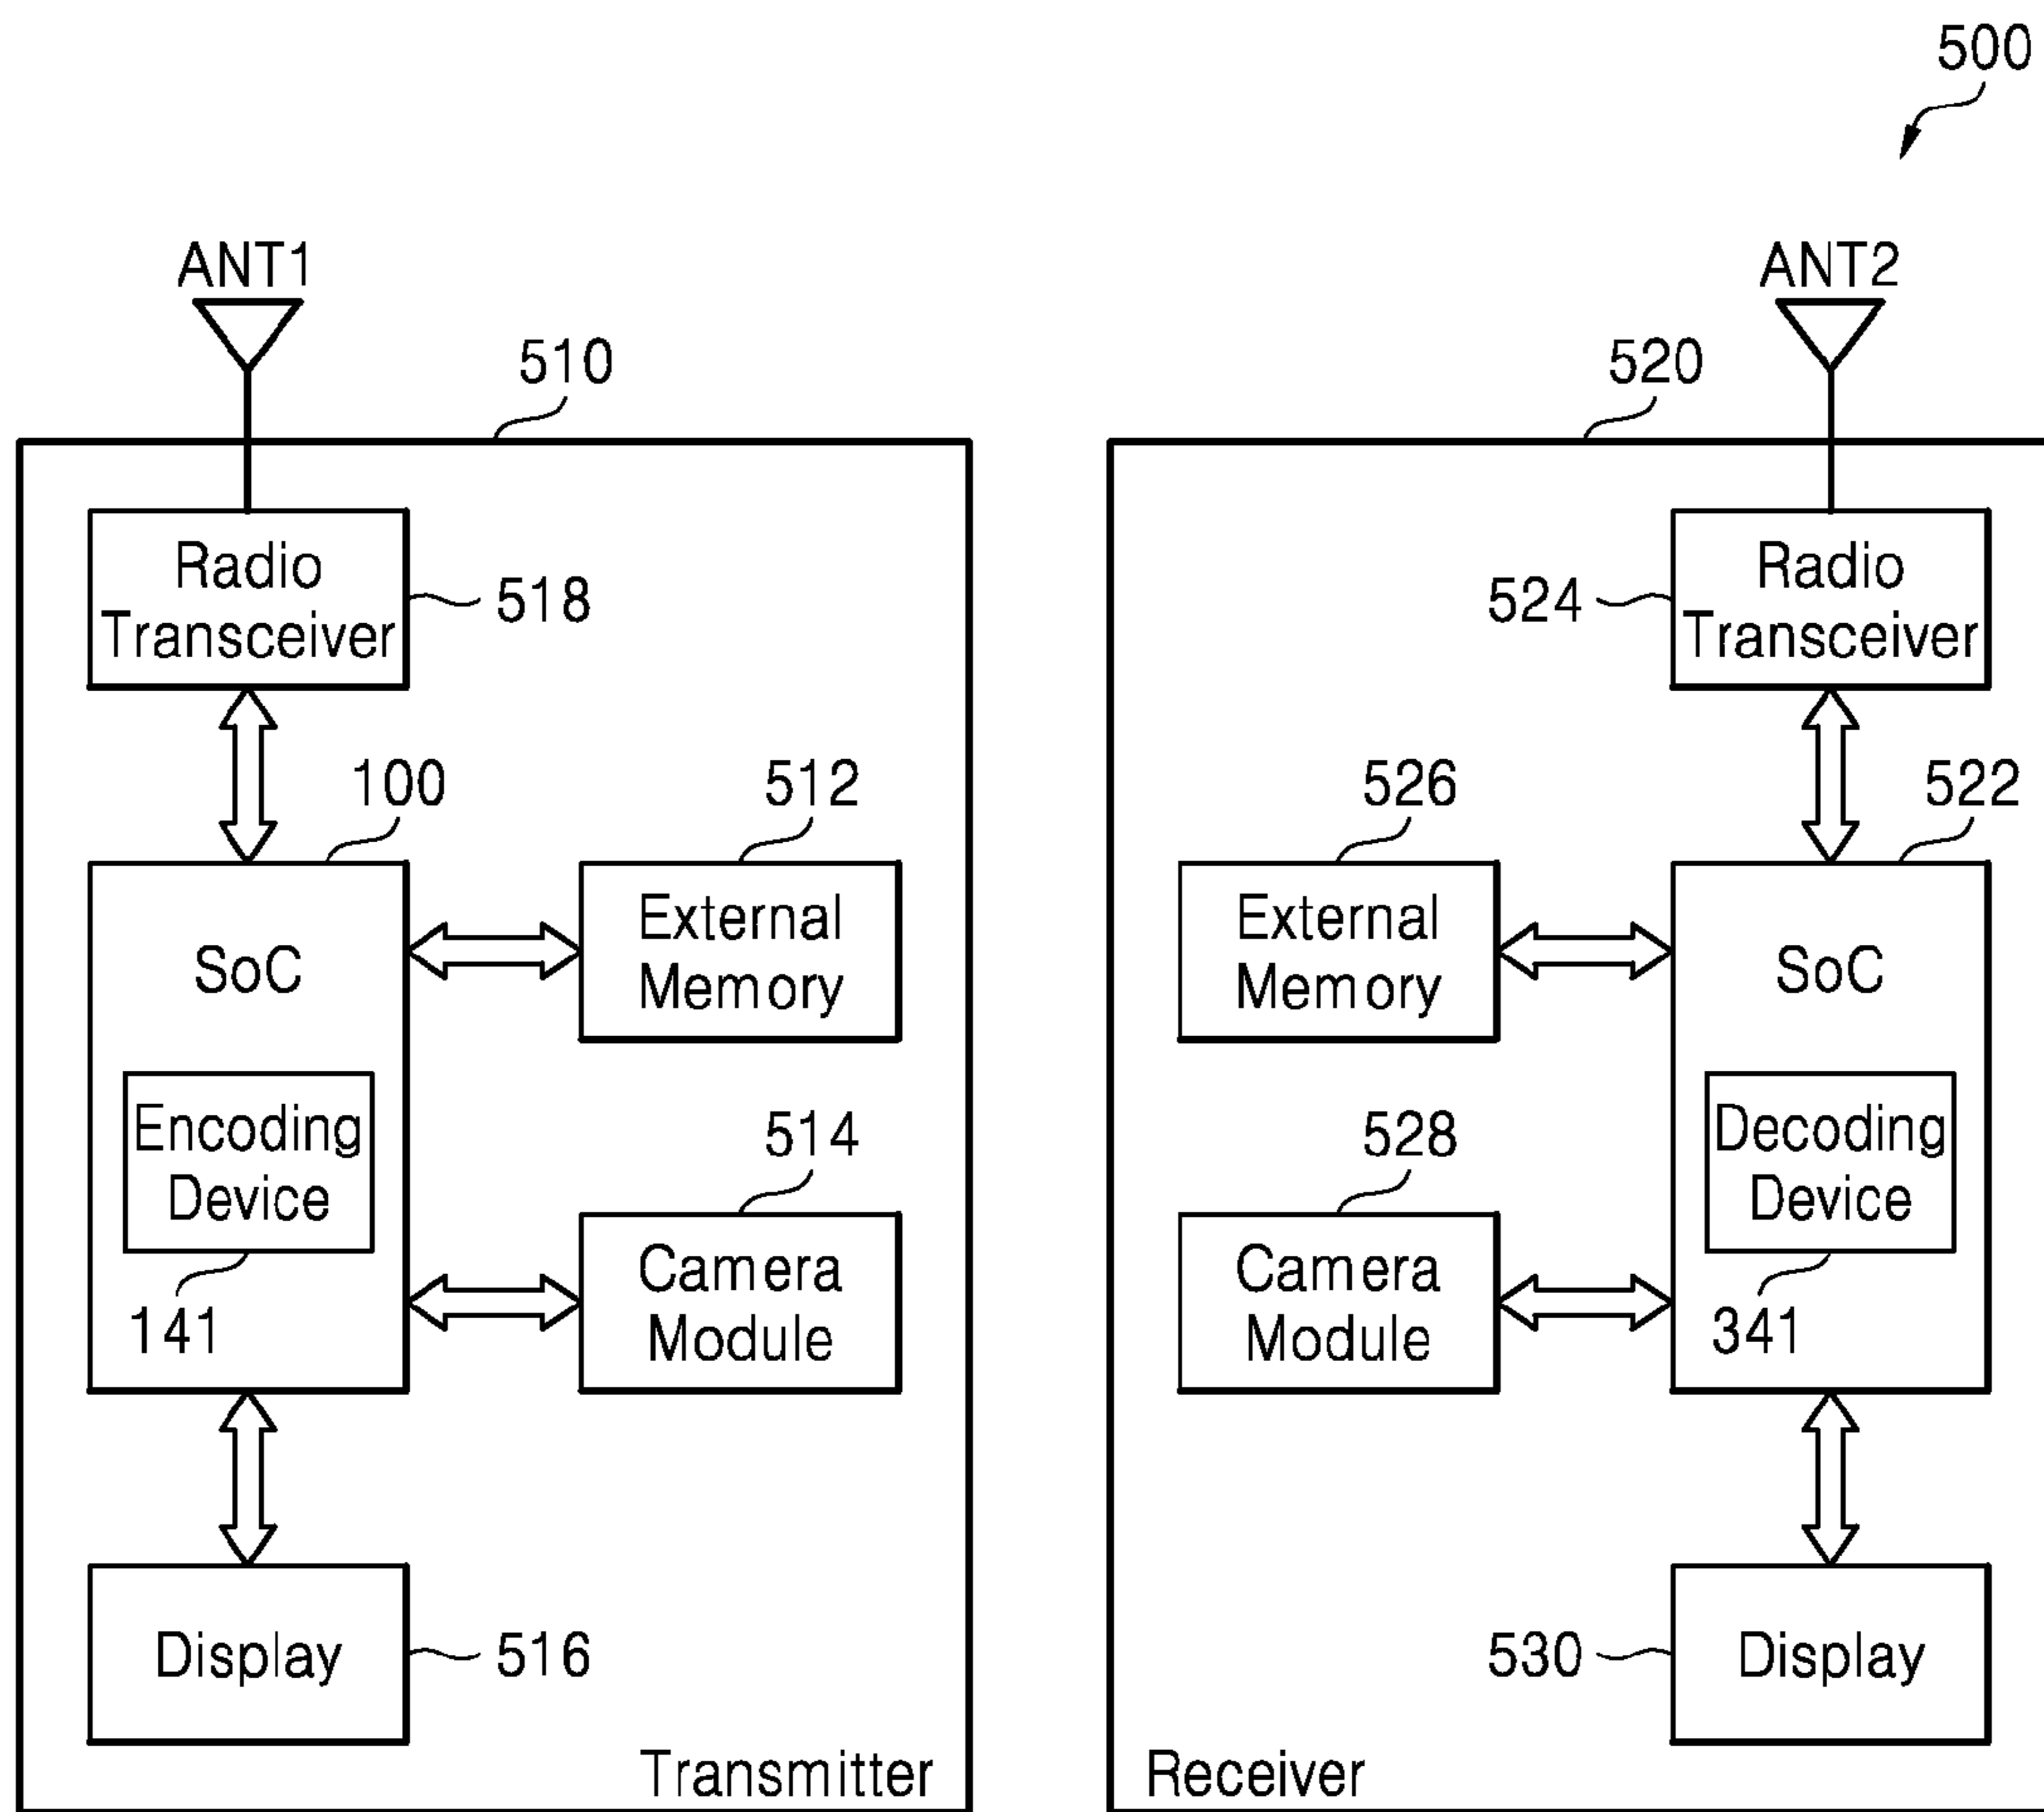 500
ANT1
510
Radio
Transceiver
518
100
512
SoC
External
Memory
Encoding
Device
141
514
Camera
Module
Display
516
Transmitter
ANT2
520
Radio
Transceiver
524
526
522
External
Memory
SoC
528
Camera
Module
Decoding
Device
341
530
Display
Receiver